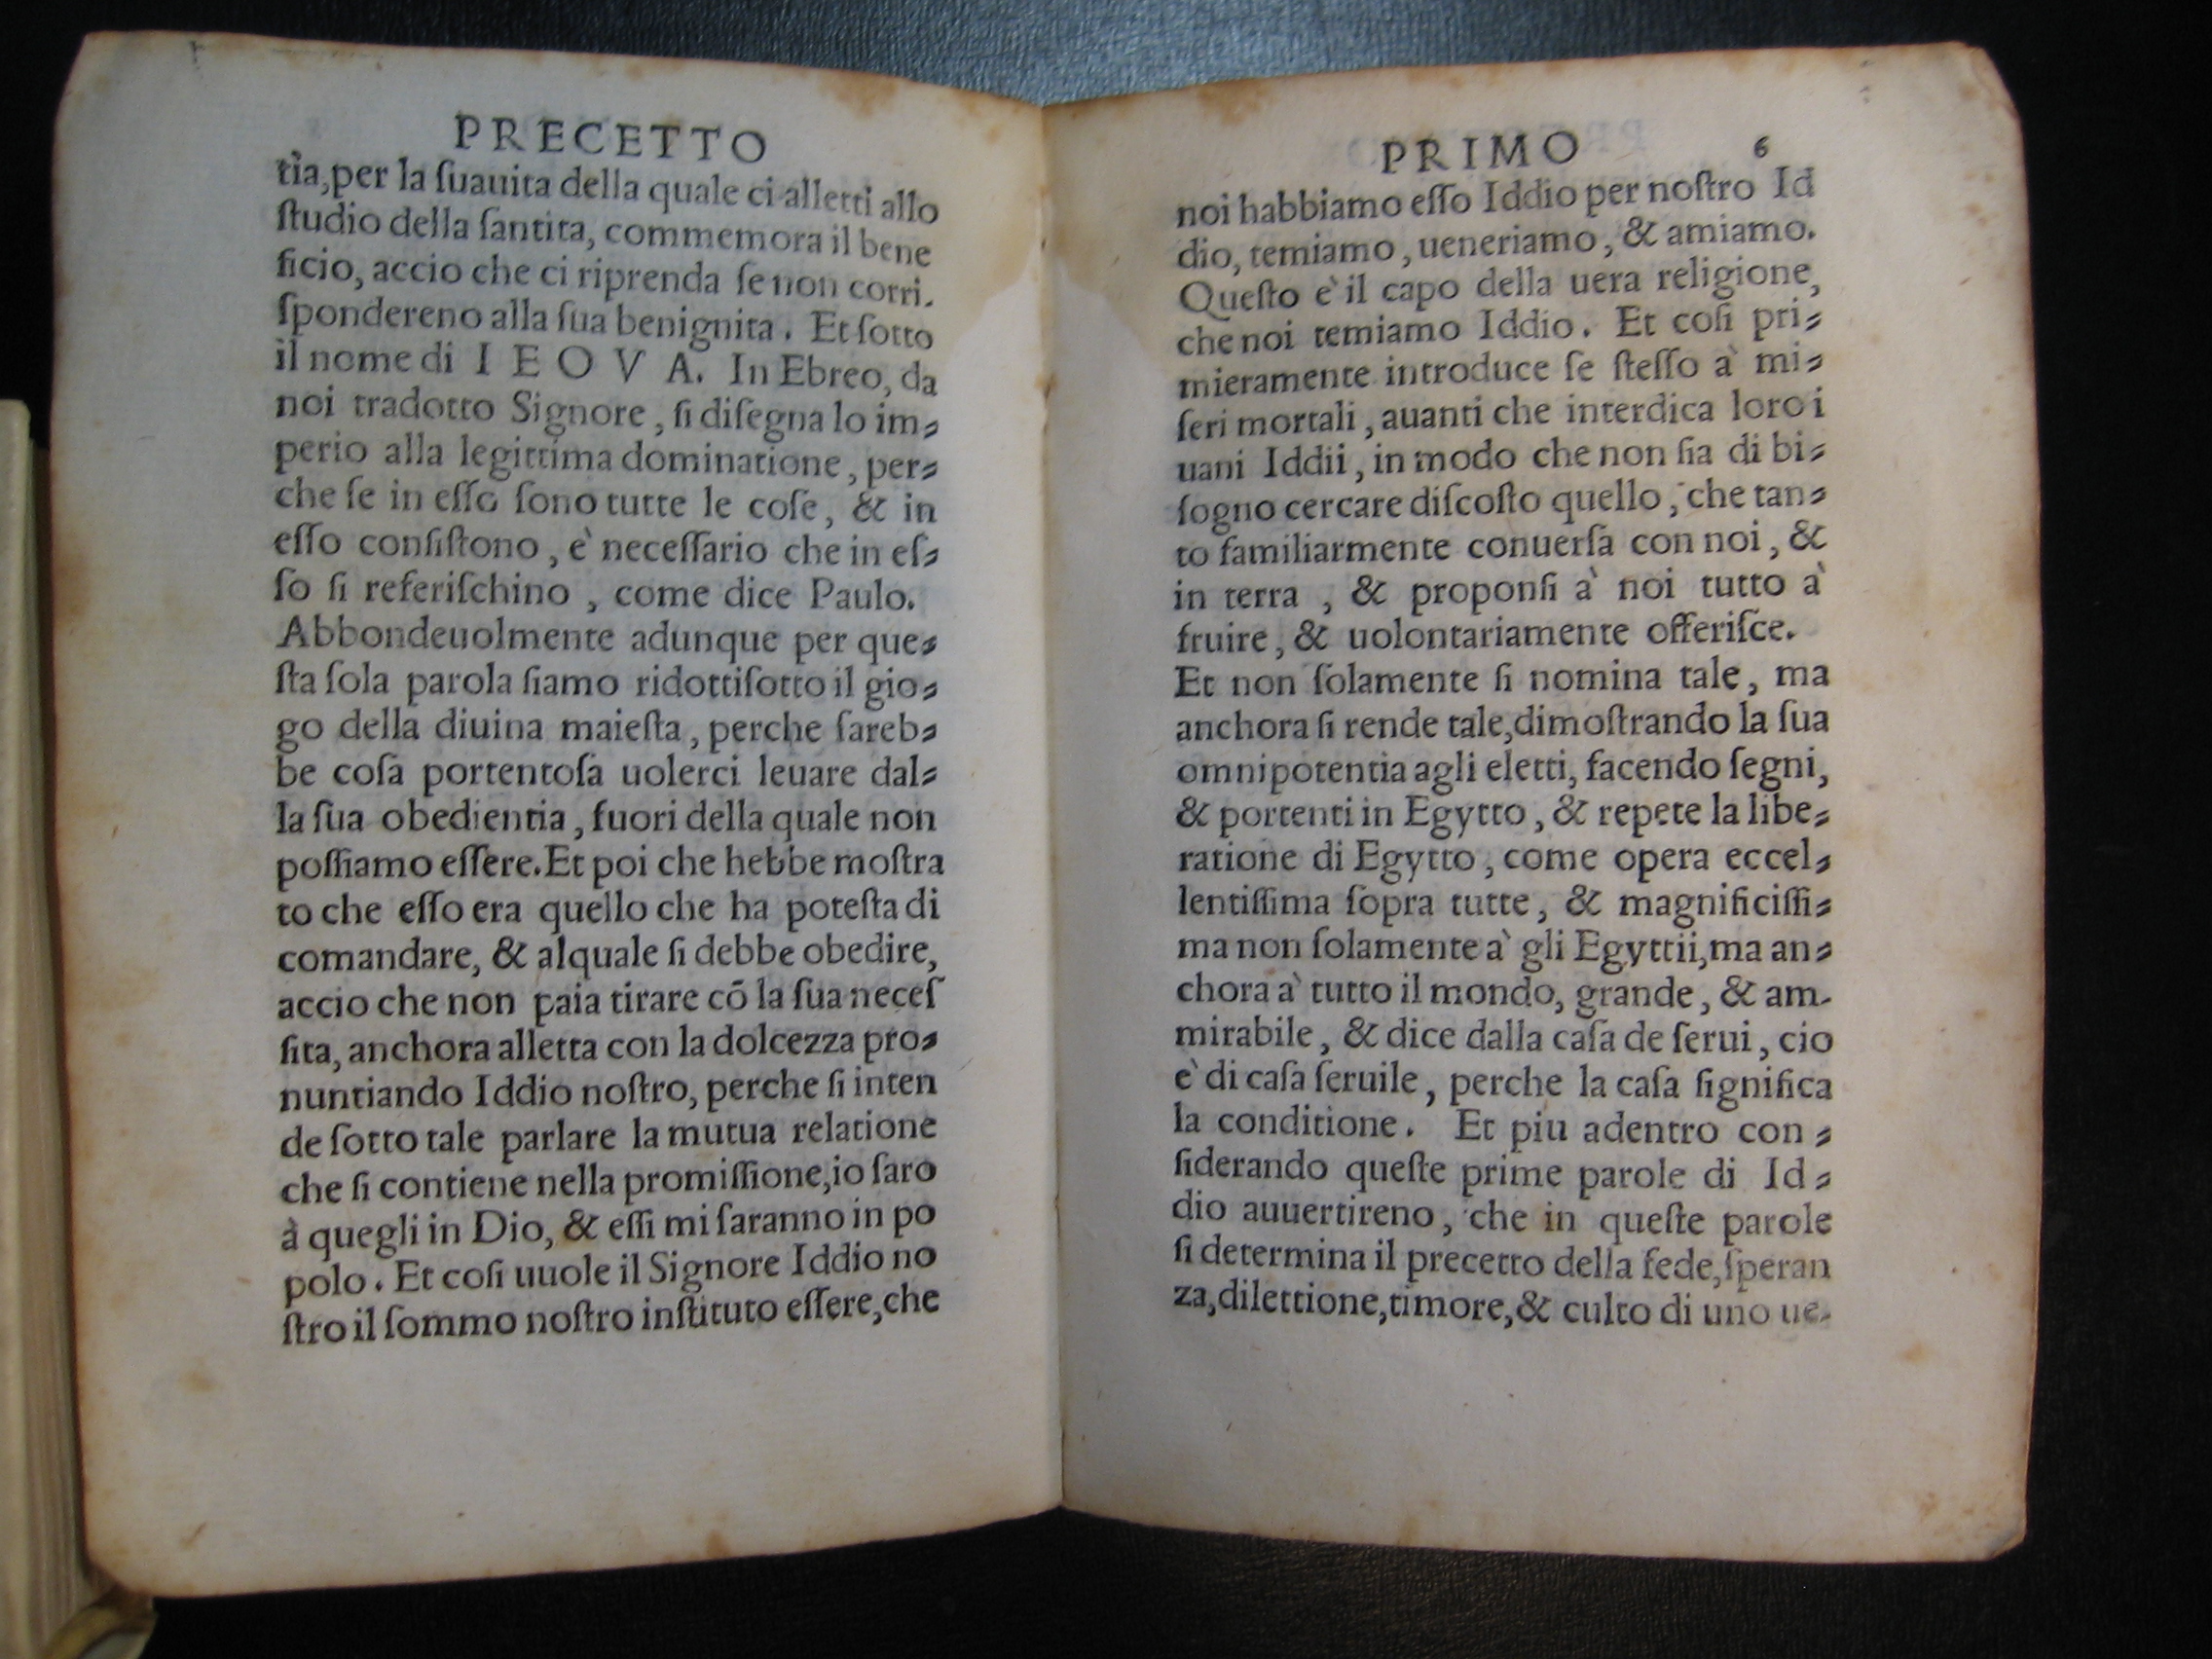 PRECETTO
tia,per la ſuauita della quale ci alletti allo
ſtudio della ſantita, commemora il bene
ficio, accio che ci riprenda ſe non corri-
ſpondereno alla ſua benignita. Et ſotto
il nome di I E O V A. In Ebreo, da
noi tradotto Signore, ſi diſegna lo im⸗
perio alla legittima dominatione, per⸗
che ſe in eſſo ſono tutte le coſe, & in
eſſo conſiſtono, e` neceſſario che in eſ⸗
ſo ſi referiſchino , come dice Paulo.
Abbondeuolmente adunque per que⸗
ſta ſola parola ſiamo ridotti ſotto il gio⸗
go della diuina maieſta, perche ſareb⸗
be coſa portentoſa uolerci leuare dal⸗
la ſua obedientia, fuori della quale non
poſſiamo eſſere.Et poi che hebbe moſtra
to che eſſo era quello che ha poteſta di
comandare, & alquale ſi debbe obedire,
accio che non paia tirare cō la ſua neceſ
ſita, anchora alletta con la dolcezza pro⸗
nuntiando Iddio noſtro, perche ſi inten
de ſotto tale parlare la mutua relatione
che ſi contiene nella promiſſione,io ſaro
à quegli in Dio, & eſſi mi ſaranno in po
polo. Et coſi uuole il Signore Iddio no
ſtro il ſommo noſtro inſtituto eſſere,che
PRIMO 6
noi habbiamo eſſo Iddio per noſtro Id
dio, temiamo, ueneriamo, & amiamo.
Queſto e` il capo della uera religione,
che noi temiamo Iddio. Et coſi pri⸗
mieramente introduce ſe ſteſſo a` mi⸗
ſeri mortali, auanti che interdica loro i
uani Iddii, in modo che non ſia di bi⸗
ſogno cercare diſcoſto quello, che tan⸗
to familiarmente conuerſa con noi, &
in terra , & proponſi a` noi tutto a`
fruire, & uolontariamente offeriſce.
Et non ſolamente ſi nomina tale, ma
anchora ſi rende tale,dimoſtrando la ſua
omnipotentia agli eletti, facendo ſegni,
& portenti in Egytto, & repete la libe⸗
ratione di Egytto, come opera eccel⸗
lentiſſima ſopra tutte, & magnificiſſi⸗
ma non ſolamente a` gli Egyttii,ma an⸗
chora a` tutto il mondo, grande, & am-
mirabile, & dice dalla caſa de ſerui, cio
e` di caſa ſeruile, perche la caſa ſignifica
la conditione. Et piu adentro con⸗
ſiderando queſte prime parole di Id⸗
dio auuertireno, che in queſte parole
ſi determina il precetto della fede,ſperan
za,dilettione,timore,& culto di uno ue-